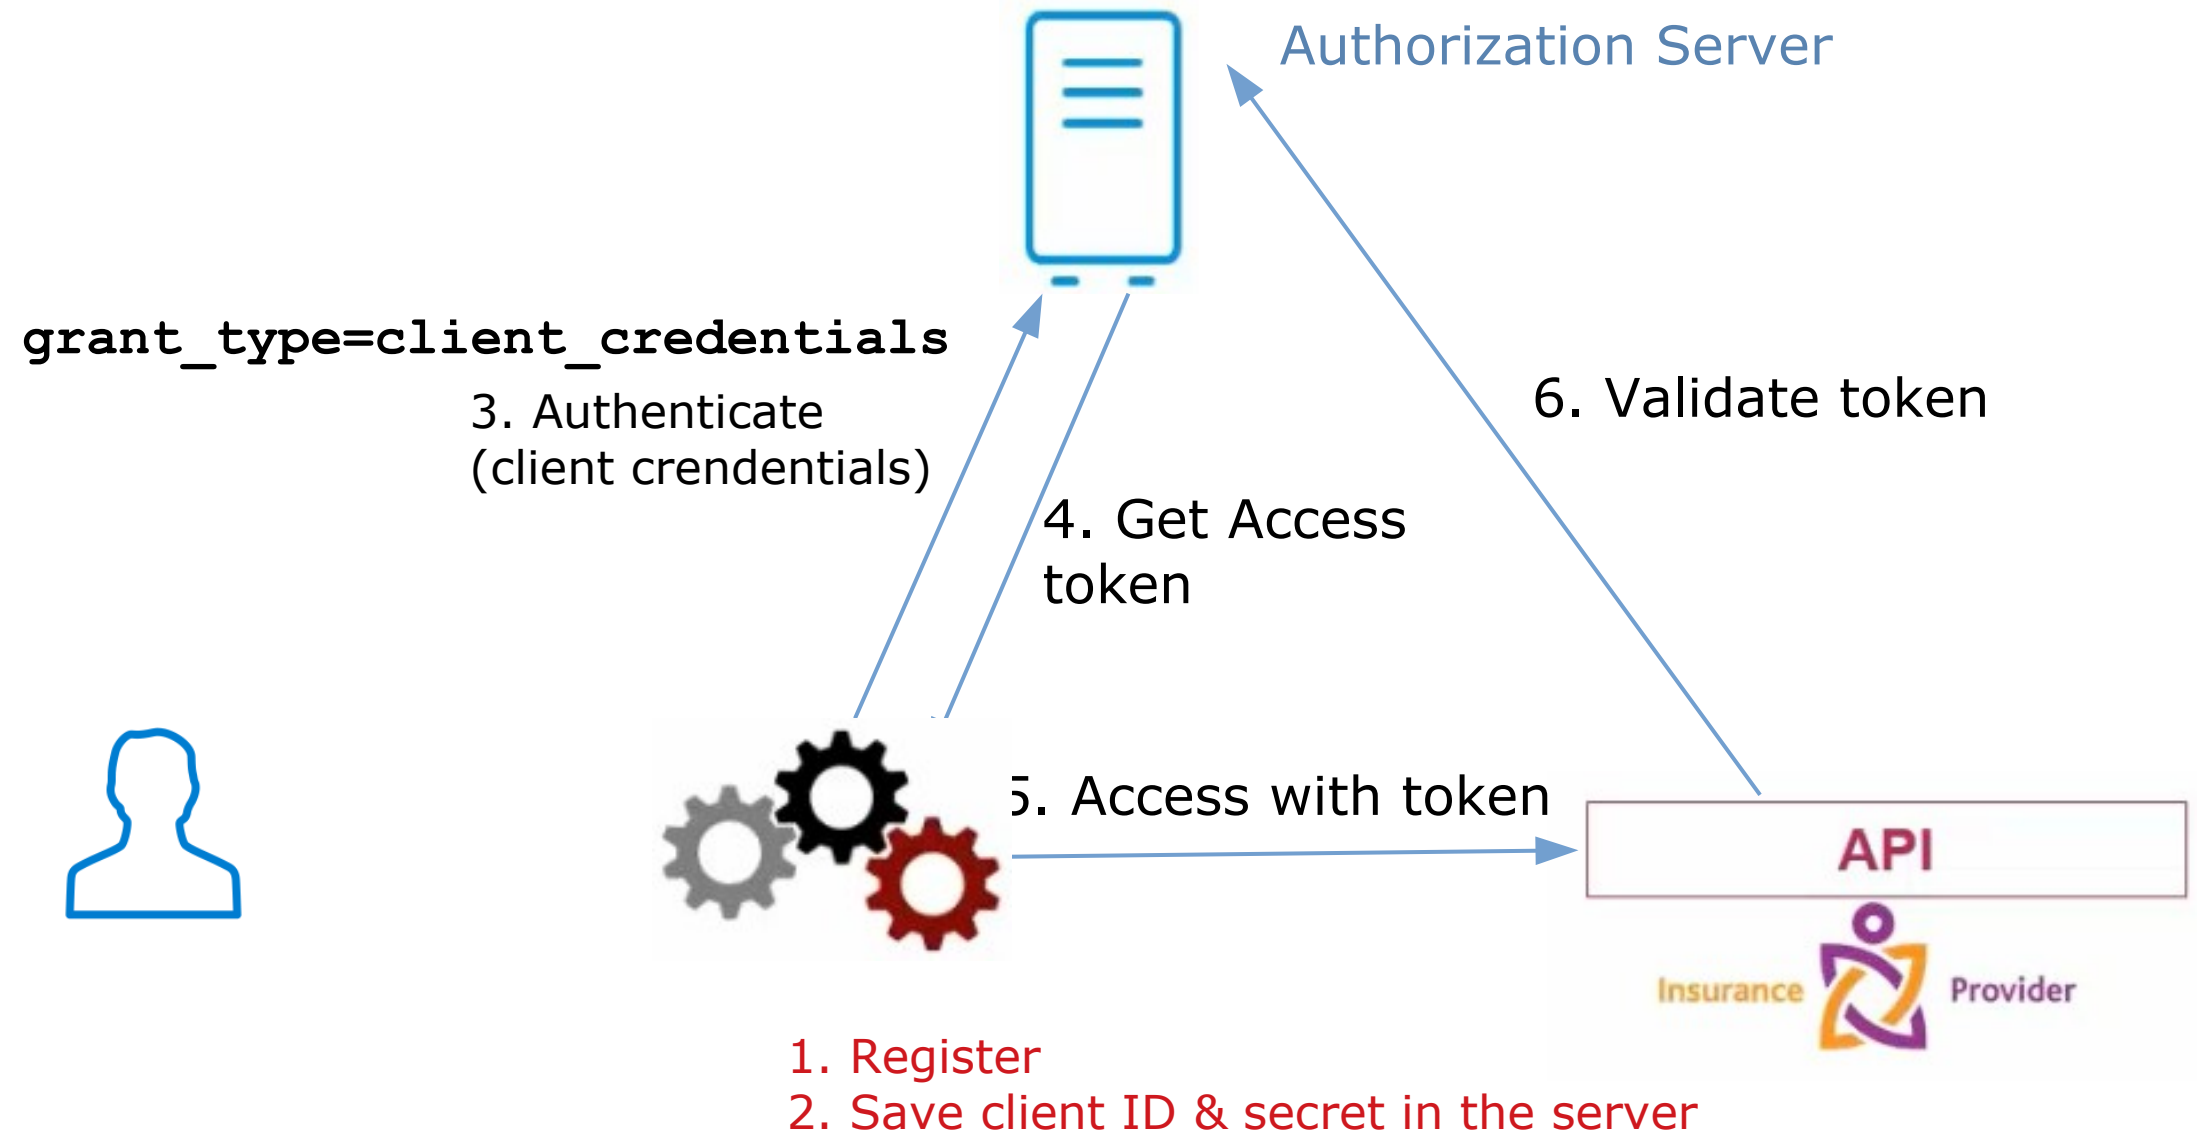 Authorization Server
grant_type=client_credentials
3. Authenticate
(client crendentials)
6. Validate token
4. Get Access
token
5. Access with token
API
Insurance Provider
1. Register
2. Save client ID & secret in the server